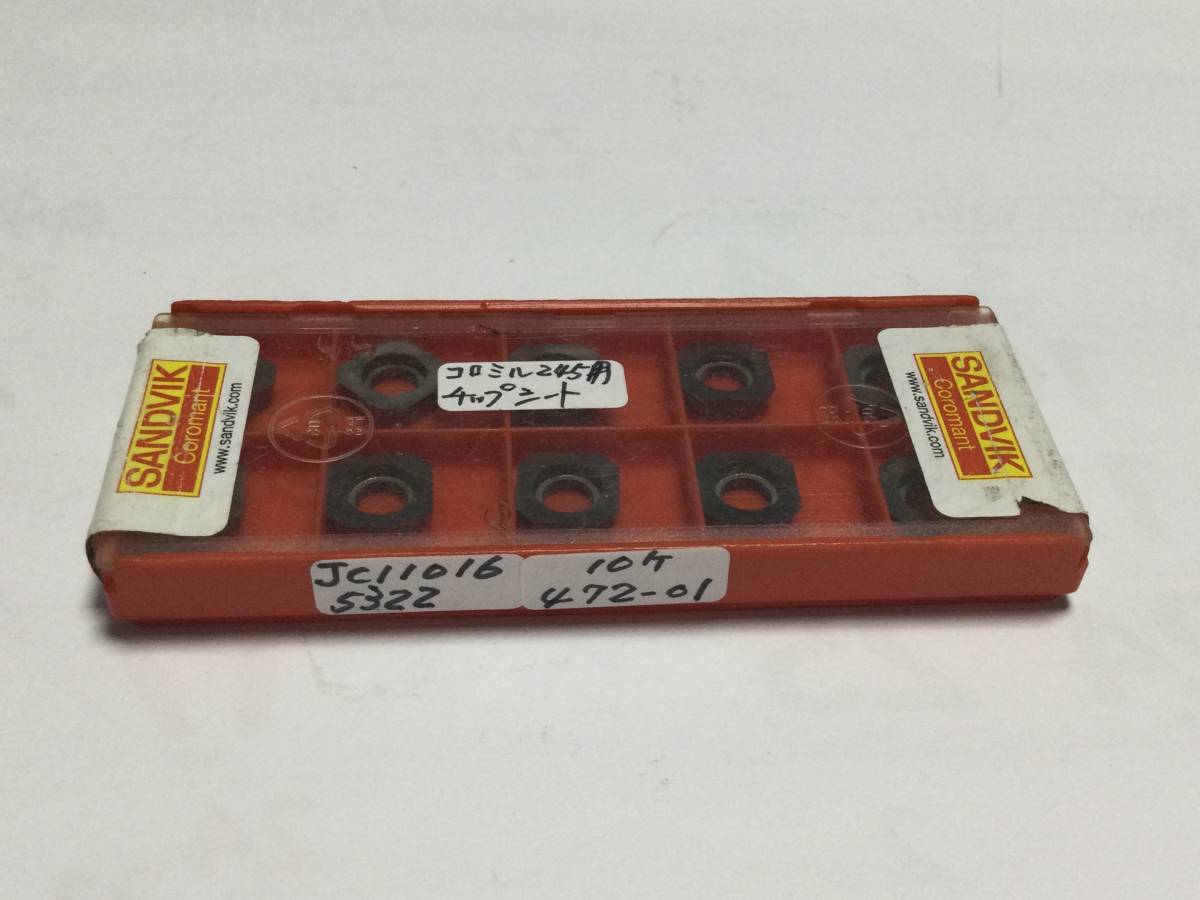 SANDVIK
Coromant
www.sandvik.com
コロミル245用
チップシート
www.sandvik.com
Coromant
SANDVIK
JC11016
5322
10ケ
472-01